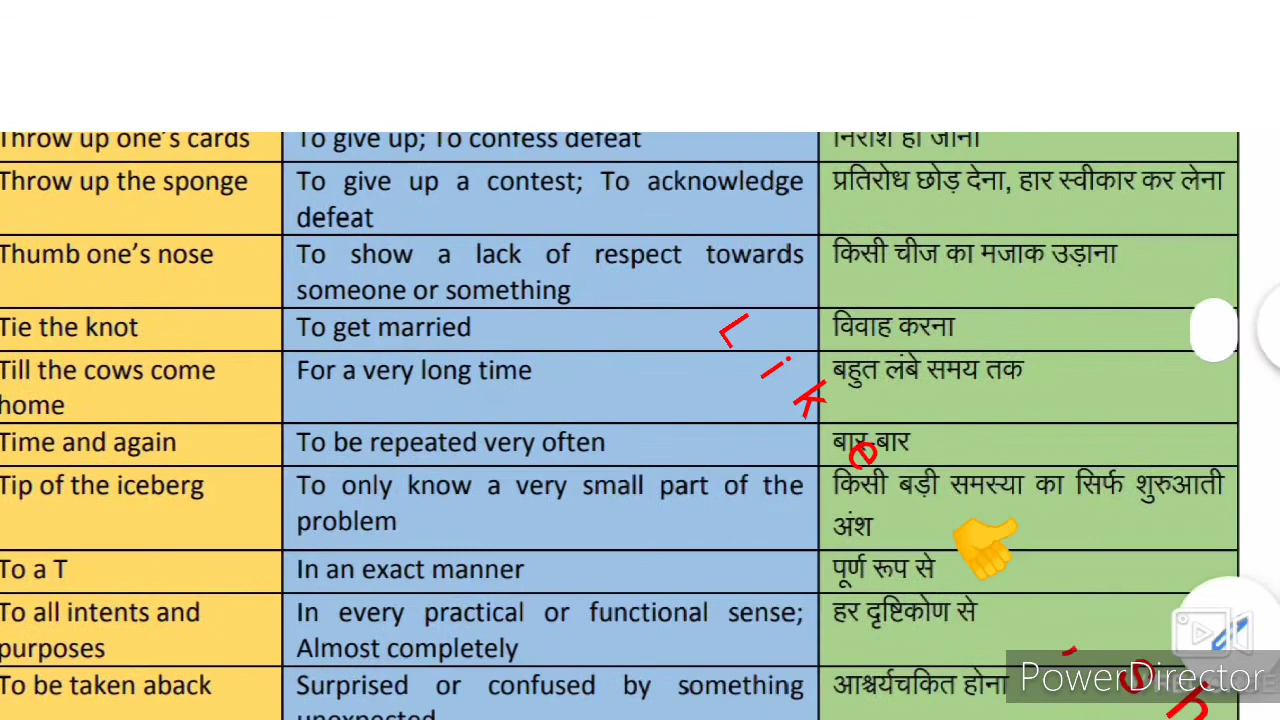 Throw up one's cards To give up; To confess defeat निराश हो जाना
Throw up the sponge To give up a contest; To acknowledge प्रतिरोध छोड़ देना, हार स्वीकार कर लेना
defeat
Thumb one's nose To show a lack of respect towards किसी चीज का मजाक उड़ाना
someone or something
Tie the knot To get married विवाह करना
Till the cows come For a very long time बहुत लंबे समय तक
home
Time and again To be repeated very often बार-बार
Tip of the iceberg To only know a very small part of the किसी बड़ी समस्या का सिर्फ शुरुआती
problem अंश
To a T In an exact manner पूर्ण रूप से
To all intents and In every practical or functional sense; हर दृष्टिकोण से
purposes Almost completely
To be taken aback Surprised or confused by something आश्चर्यचकित होना
unexpected
Like
sh
PowerDirector